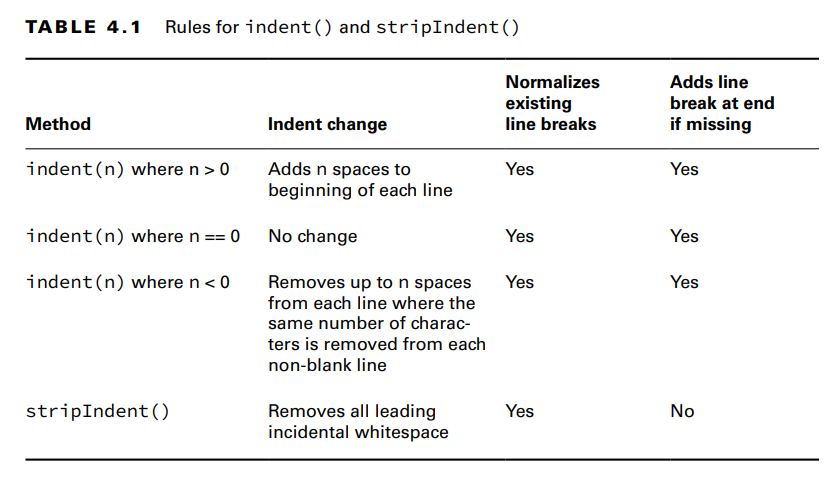 TABLE 4.1 Rules for indent() and stripIndent()
Normalizes
existing
line breaks
Adds line
break at end
if missing
Method
Indent change
indent(n) where n > 0
Adds n spaces to
beginning of each line
Yes
Yes
indent(n) where n == 0
No change
Yes
Yes
indent(n) where n < 0
Removes up to n spaces
from each line where the
same number of charac-
ters is removed from each
non-blank line
Yes
Yes
stripIndent()
Removes all leading
incidental whitespace
Yes
No